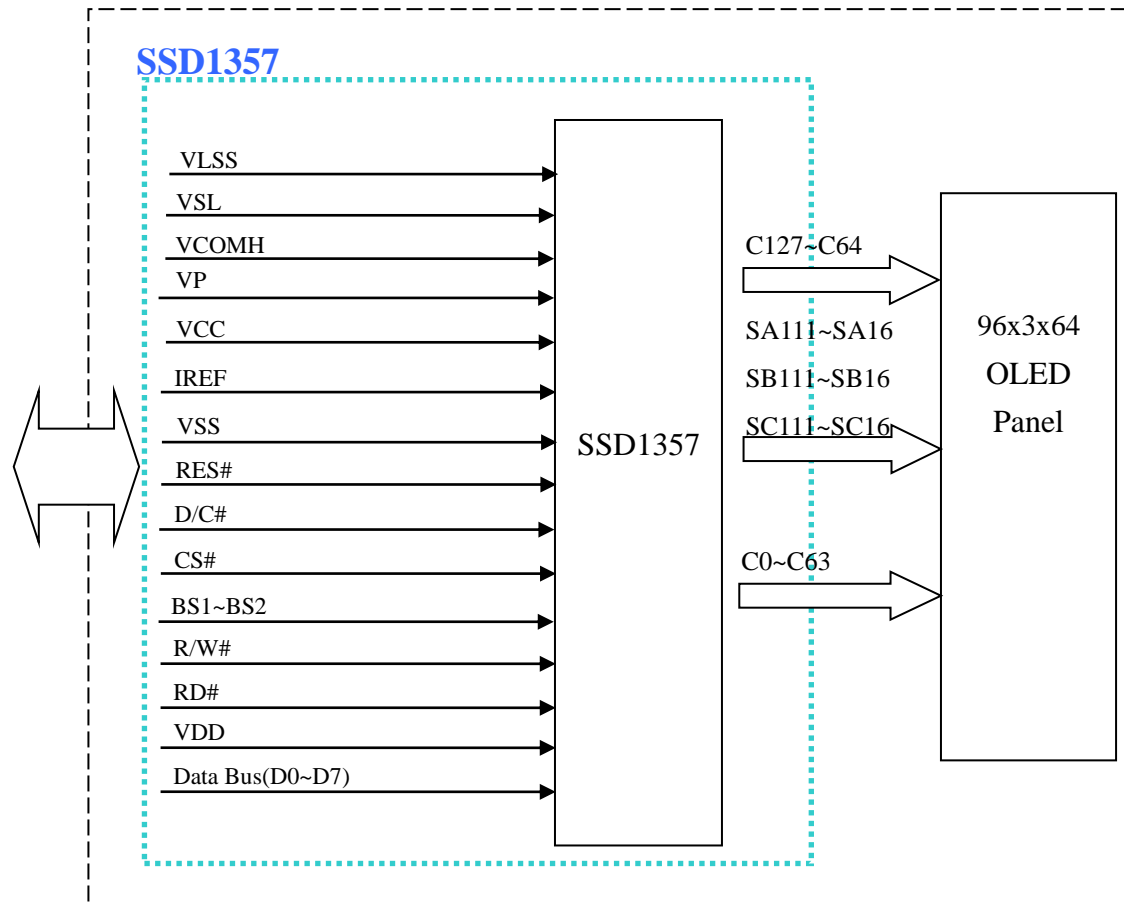 SSD1357
VLSS
VSL
VCOMH
VP
VCC
IREF
VSS
RES#
D/C#
CS#
BS1~BS2
R/W#
RD#
VDD
Data Bus(D0~D7)
SSD1357
C127~C64
SA111~SA16
SB111~SB16
SC111~SC16
C0~C63
96x3x64
OLED
Panel